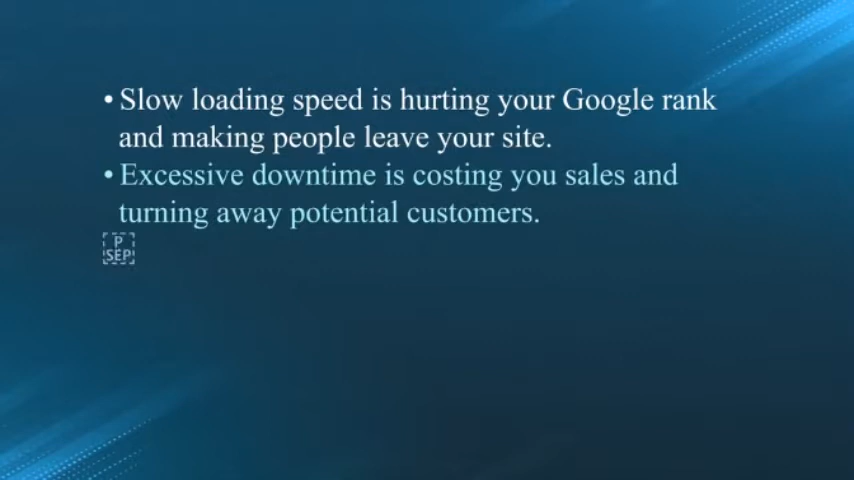 • Slow loading speed is hurting your Google rank
and making people leave your site.
• Excessive downtime is costing you sales and
turning away potential customers.
P
SEP